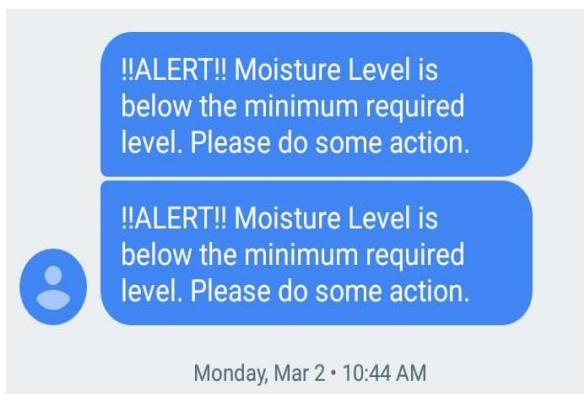 !!ALERT!! Moisture Level is
below the minimum required
level. Please do some action.
!!ALERT!! Moisture Level is
below the minimum required
level. Please do some action.
Monday, Mar 2 • 10:44 AM